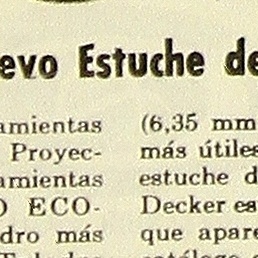 evo Estuche de
amientas
Proyec-
amientas
O ECO-
dro más
(6,35 mm
más útiles
estuche d
Decker es
que apare